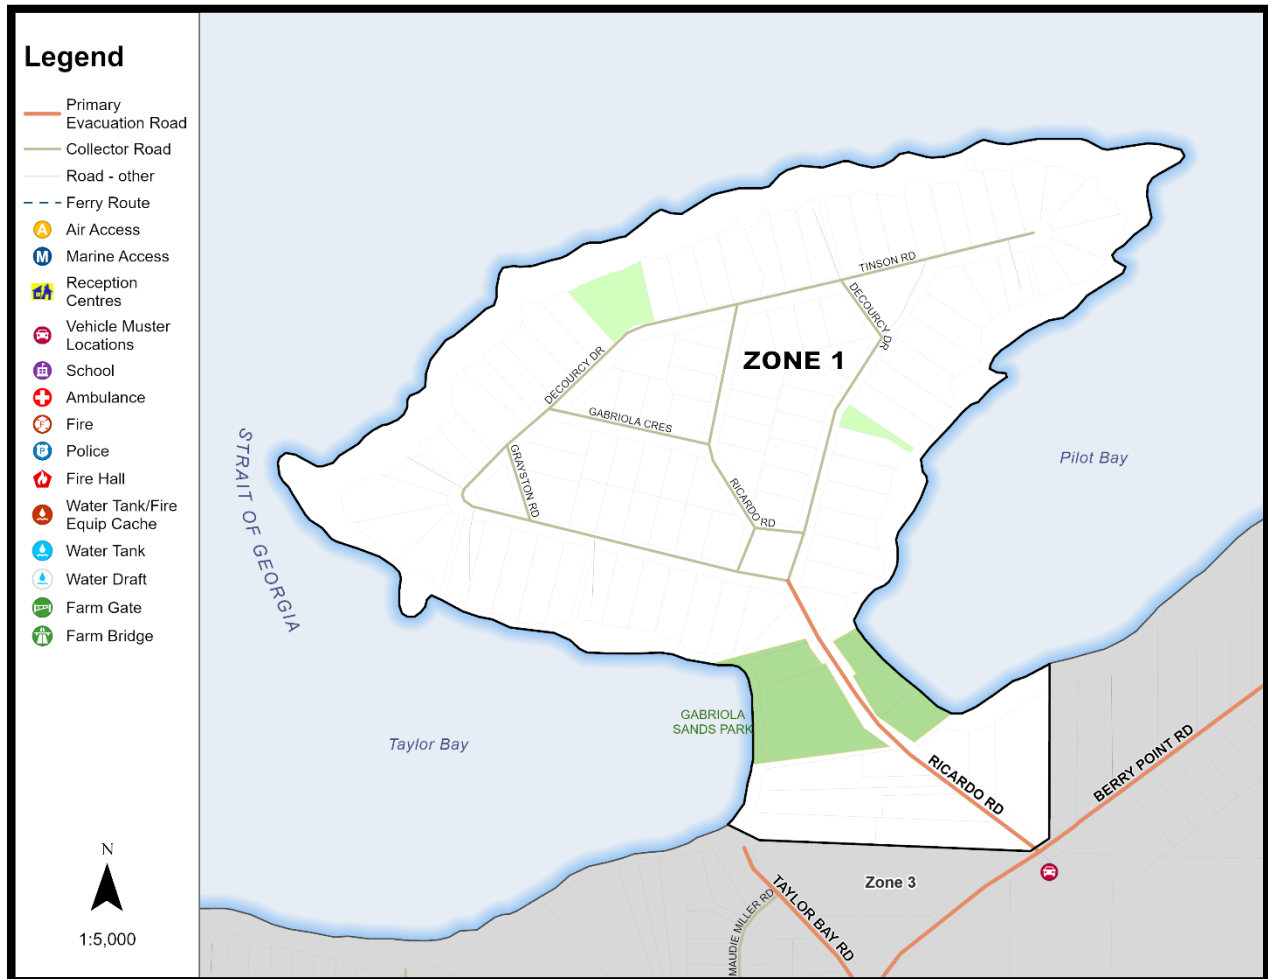 Legend
Primary
Evacuation Road
Collector Road
Road - other
Ferry Route
A
Air Access
M
Marine Access
Reception
Centres
Vehicle Muster
Locations
School
Ambulance
F
Fire
P
Police
Fire Hall
Water Tank/Fire
Equip Cache
Water Tank
Water Draft
Farm Gate
Farm Bridge
N
1:5,000
TINSON RD
DECOURCY DR
ZONE 1
DECOURCY DR
GABRIOLA CRES
GRAYSTON RD
RICARDO RD
STRAIT OF GEORGIA
Pilot Bay
GABRIOLA
SANDS PARK
Taylor Bay
RICARDO RD
BERRY POINT RD
Zone 3
TAYLOR BAY RD
MAUDIE MILLER RD